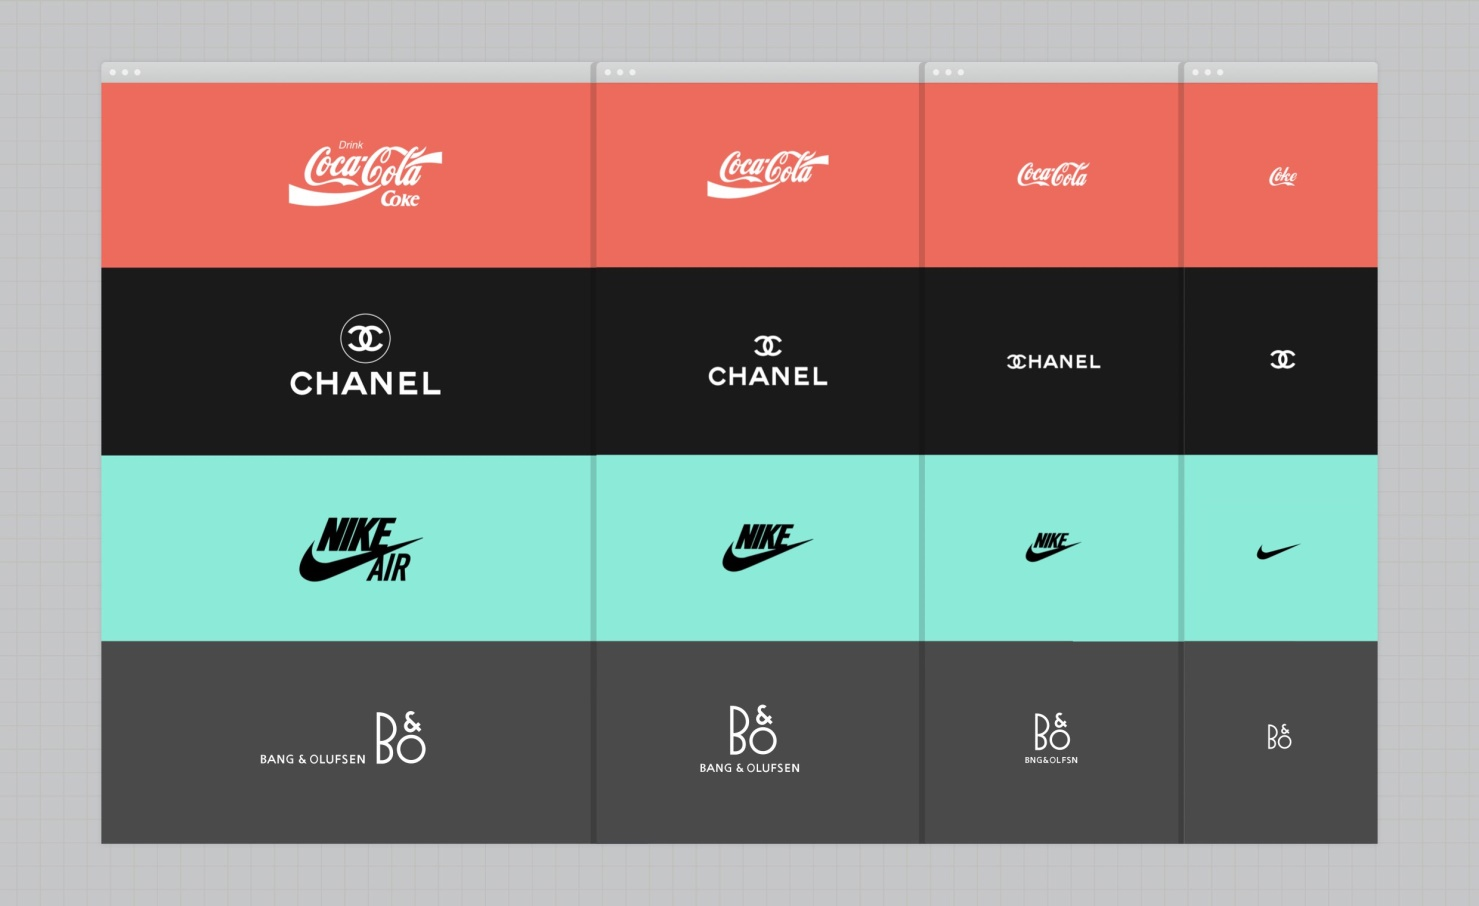 Drink
Coca-Cola
Coke
Coca-Cola
Coca-Cola
Coke
CHANEL
CHANEL
CHANEL
NIKE
AIR
NIKE
NIKE
BANG & OLUFSEN
B&O
B&O
BANG & OLUFSEN
B&O
BNG&OLFSN
B&O